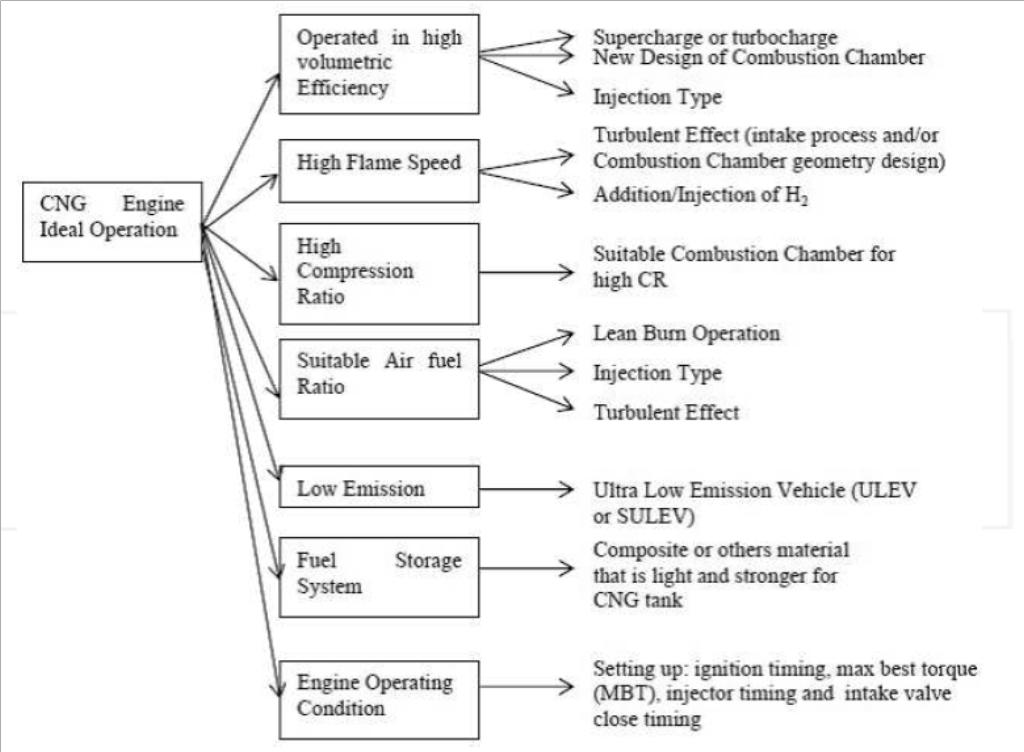 CNG Engine
Ideal Operation
Operated in high
volumetric
Efficiency
Supercharge or turbocharge
New Design of Combustion Chamber
Injection Type
High Flame Speed
Turbulent Effect (intake process and/or
Combustion Chamber geometry design)
Addition/Injection of H₂
High
Compression
Ratio
Suitable Combustion Chamber for
high CR
Suitable Air fuel
Ratio
Lean Burn Operation
Injection Type
Turbulent Effect
Low Emission
Ultra Low Emission Vehicle (ULEV
or SULEV)
Fuel Storage
System
Composite or others material
that is light and stronger for
CNG tank
Engine Operating
Condition
Setting up: ignition timing, max best torque
(MBT), injector timing and intake valve
close timing